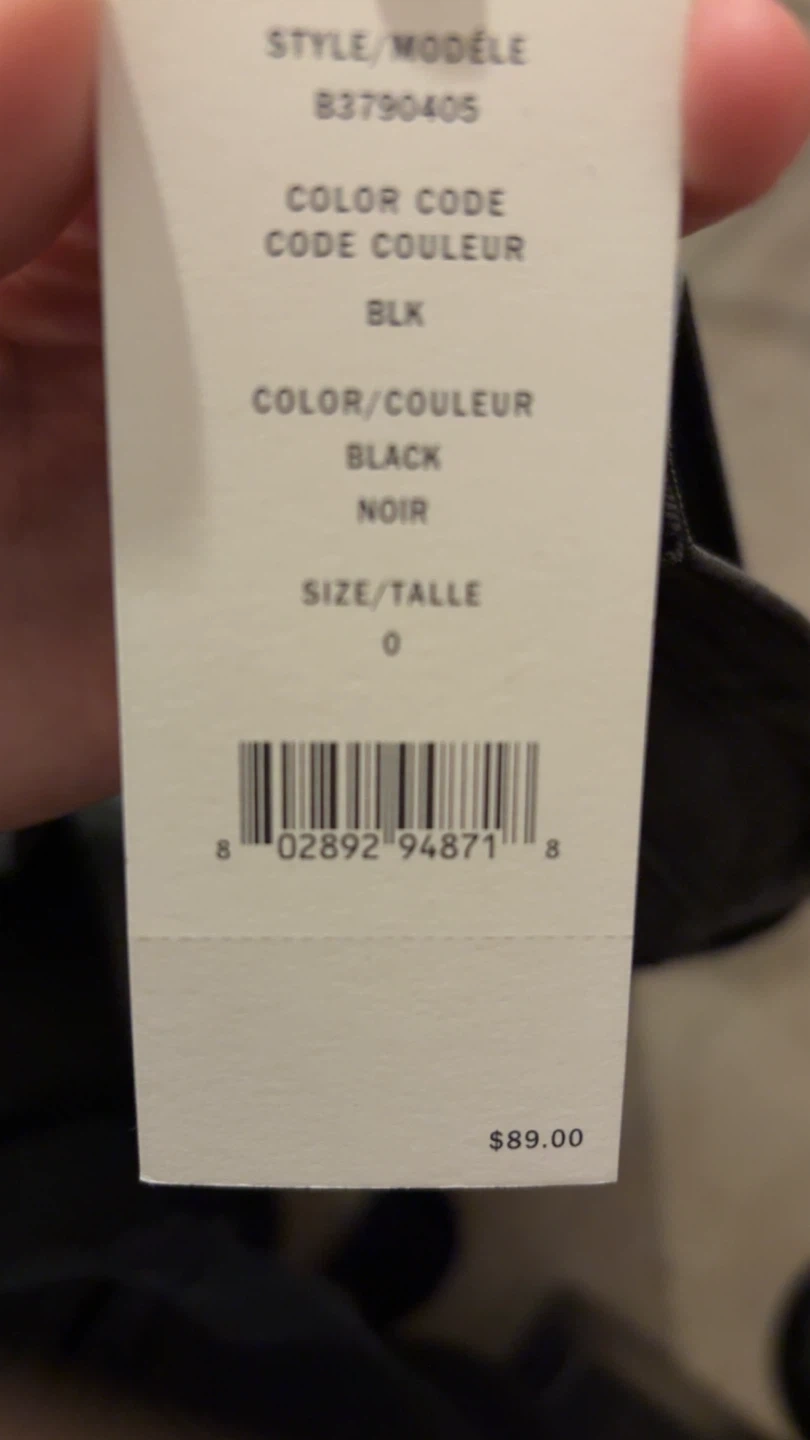 STYLE/MODÉLE
B3790405
COLOR CODE
CODE COULEUR
BLK
COLOR/COULEUR
BLACK
NOIR
SIZE/TALLE
0
8 02892 94871 8
$89.00